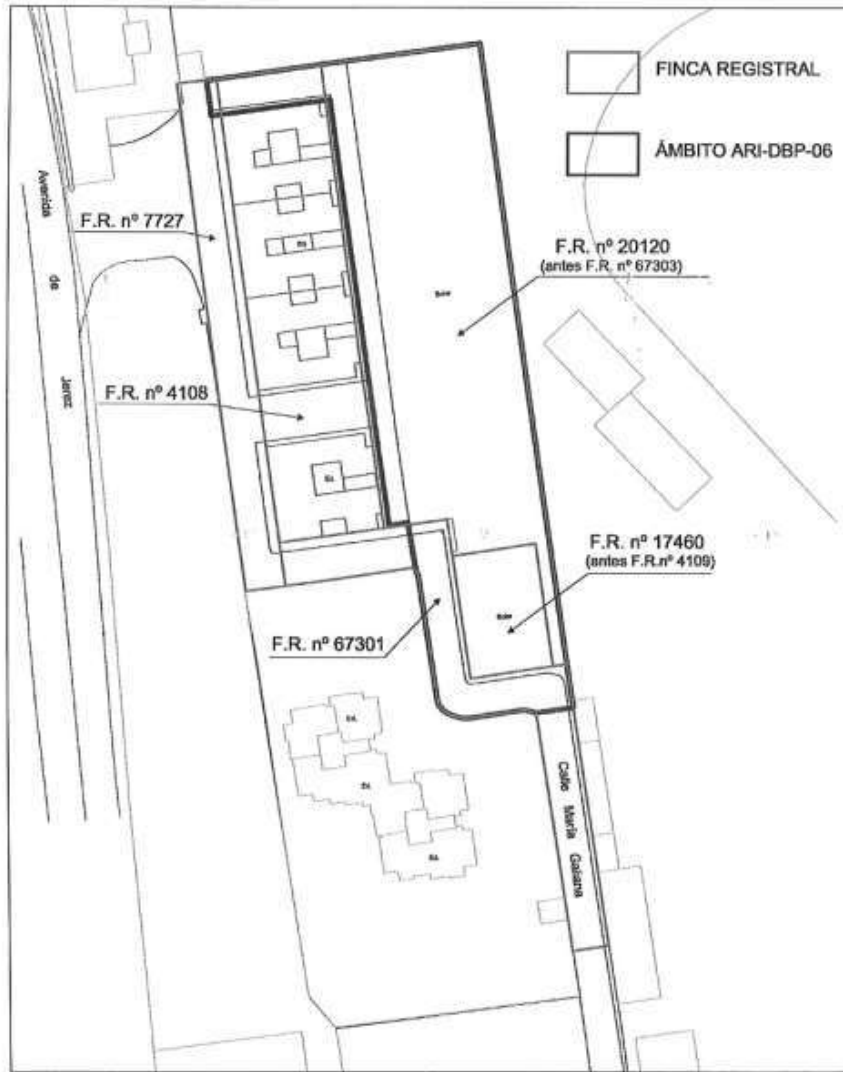 FINCA REGISTRAL
ÁMBITO ARI-DBP-06
Avenida de Jerez
F.R. nº 7727
F.R. nº 20120
(antes F.R. nº 67303)
F.R. nº 4108
F.R. nº 17460
(antes F.R.nº 4109)
F.R. nº 67301
Calle María Galiana